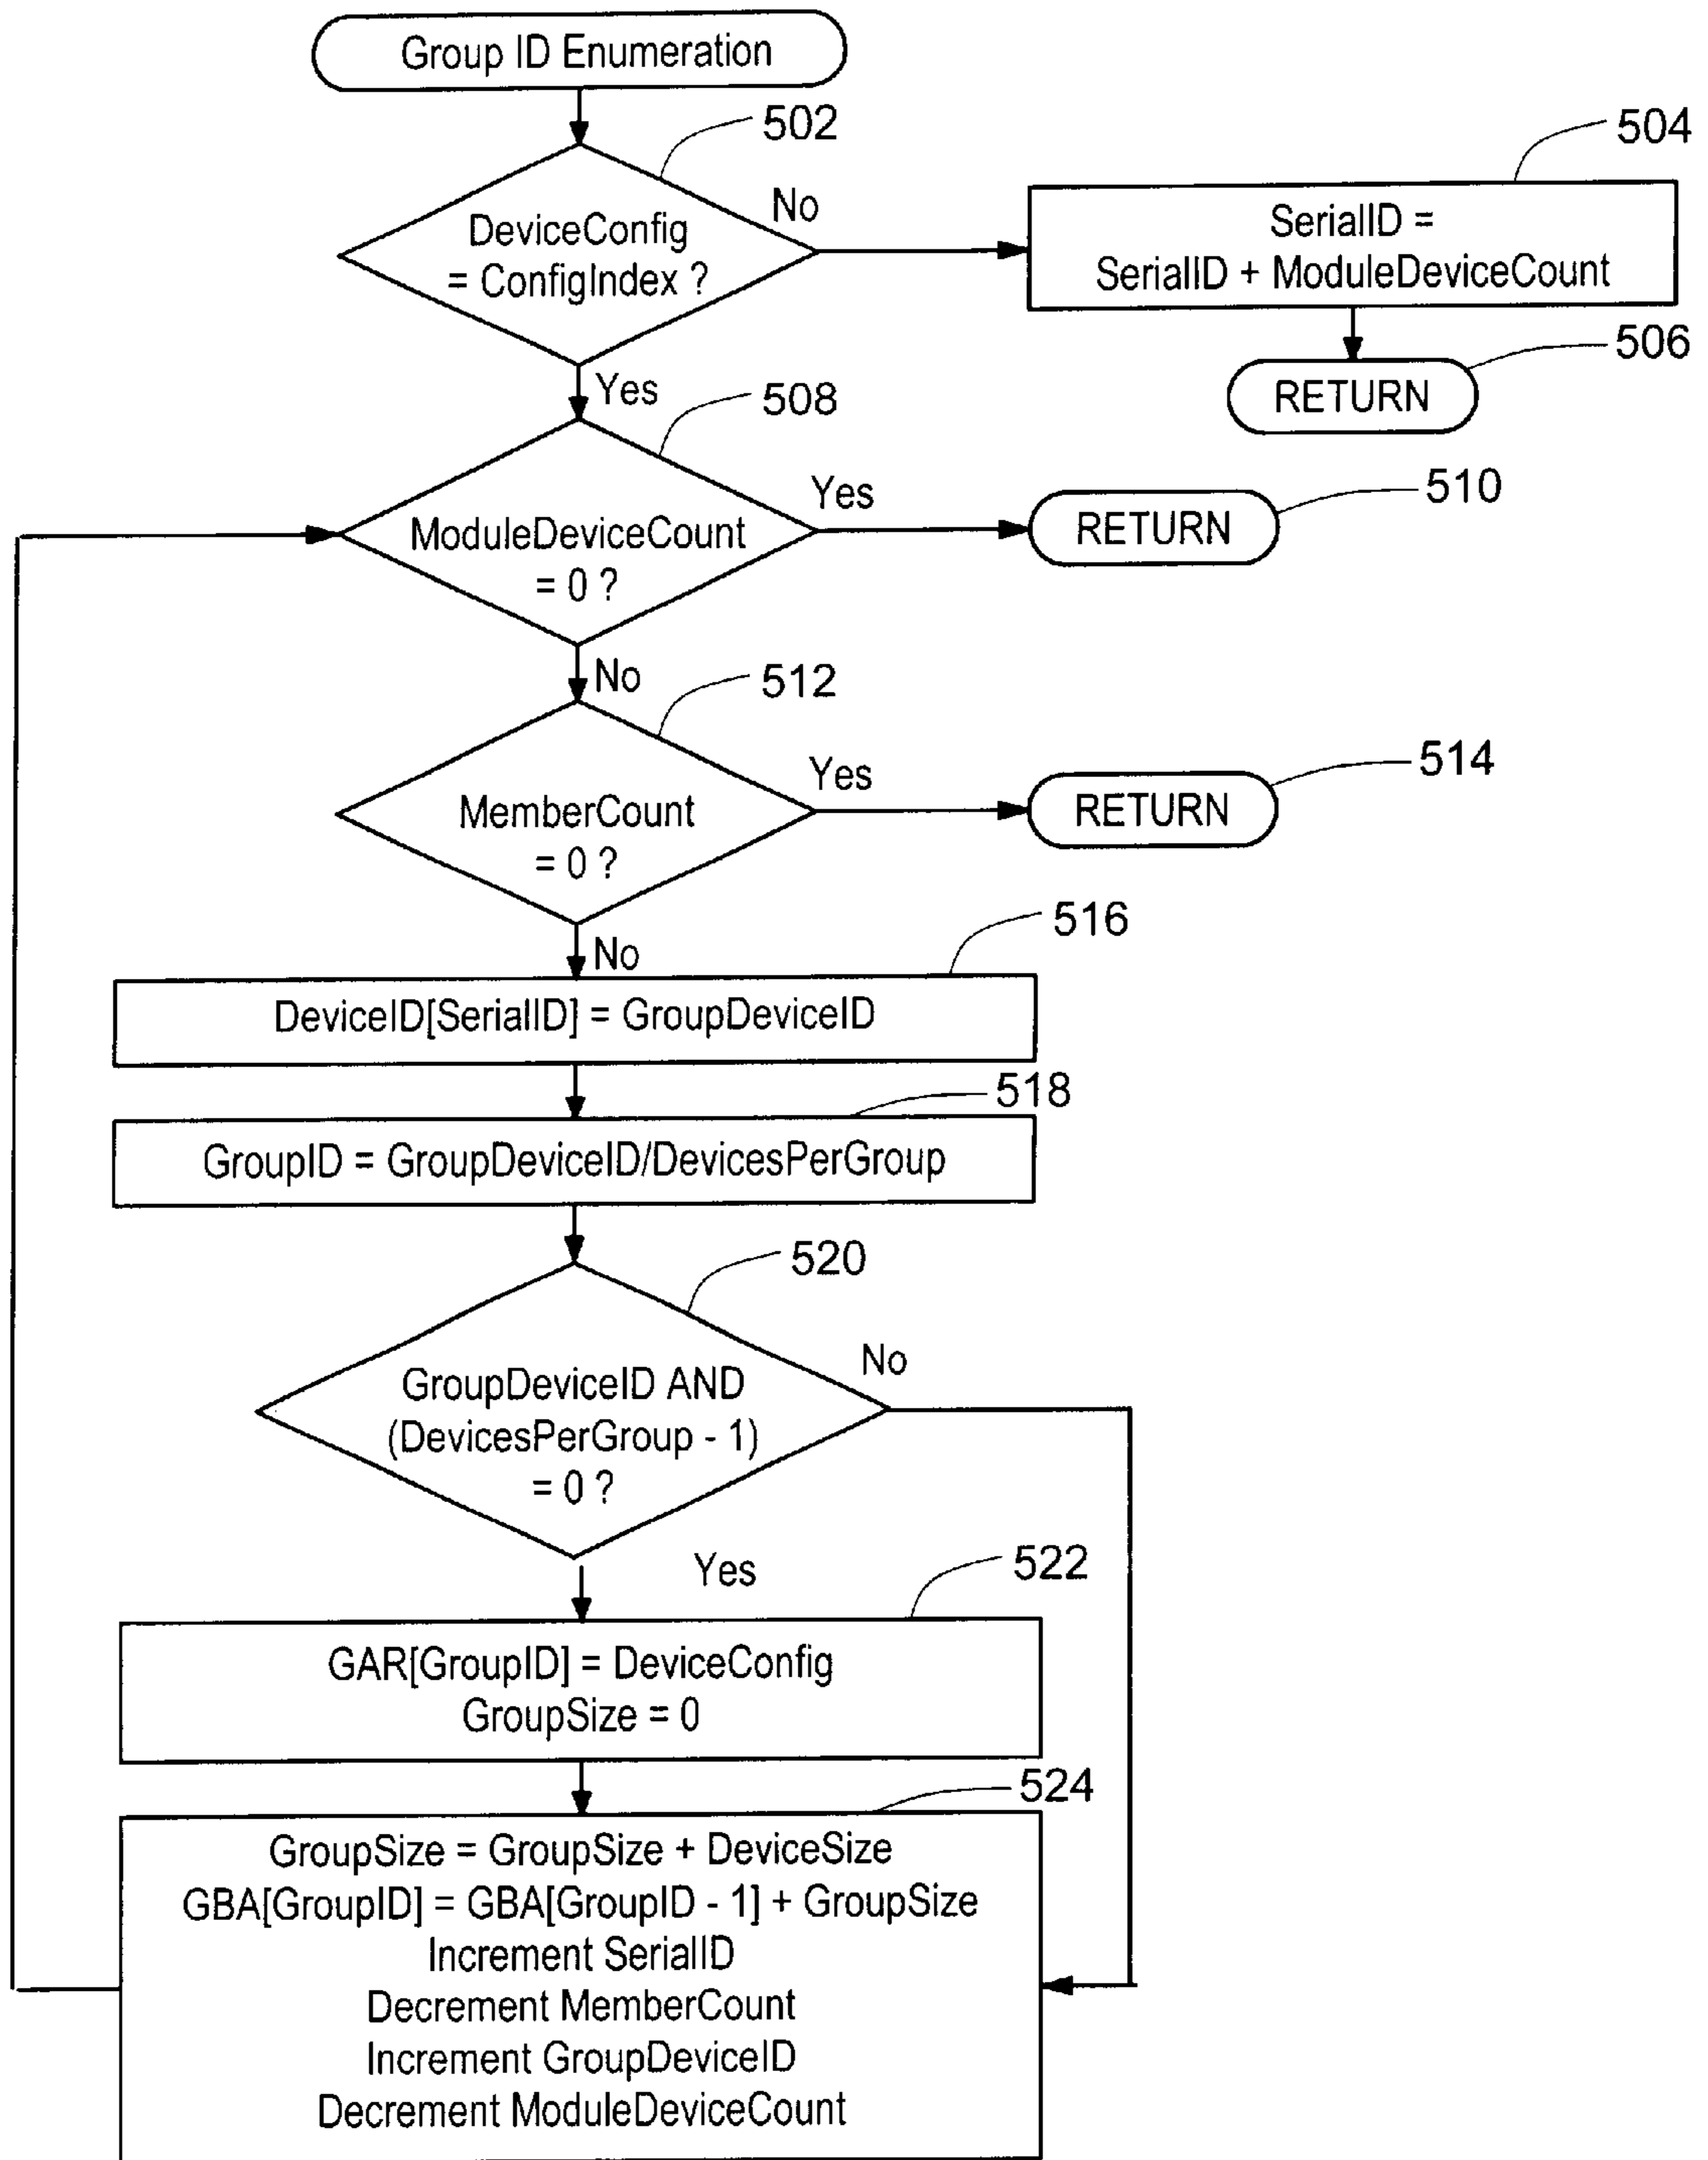 Group ID Enumeration
502
504
DeviceConfig
= ConfigIndex ?
No
SerialID =
SerialID + ModuleDeviceCount
506
RETURN
Yes
508
ModuleDeviceCount
= 0 ?
Yes
510
RETURN
No
512
MemberCount
= 0 ?
Yes
514
RETURN
No
516
DeviceID[SerialID] = GroupDeviceID
518
GroupID = GroupDeviceID/DevicesPerGroup
520
GroupDeviceID AND
(DevicesPerGroup - 1)
= 0 ?
No
Yes
522
GAR[GroupID] = DeviceConfig
GroupSize = 0
524
GroupSize = GroupSize + DeviceSize
GBA[GroupID] = GBA[GroupID - 1] + GroupSize
Increment SerialID
Decrement MemberCount
Increment GroupDeviceID
Decrement ModuleDeviceCount